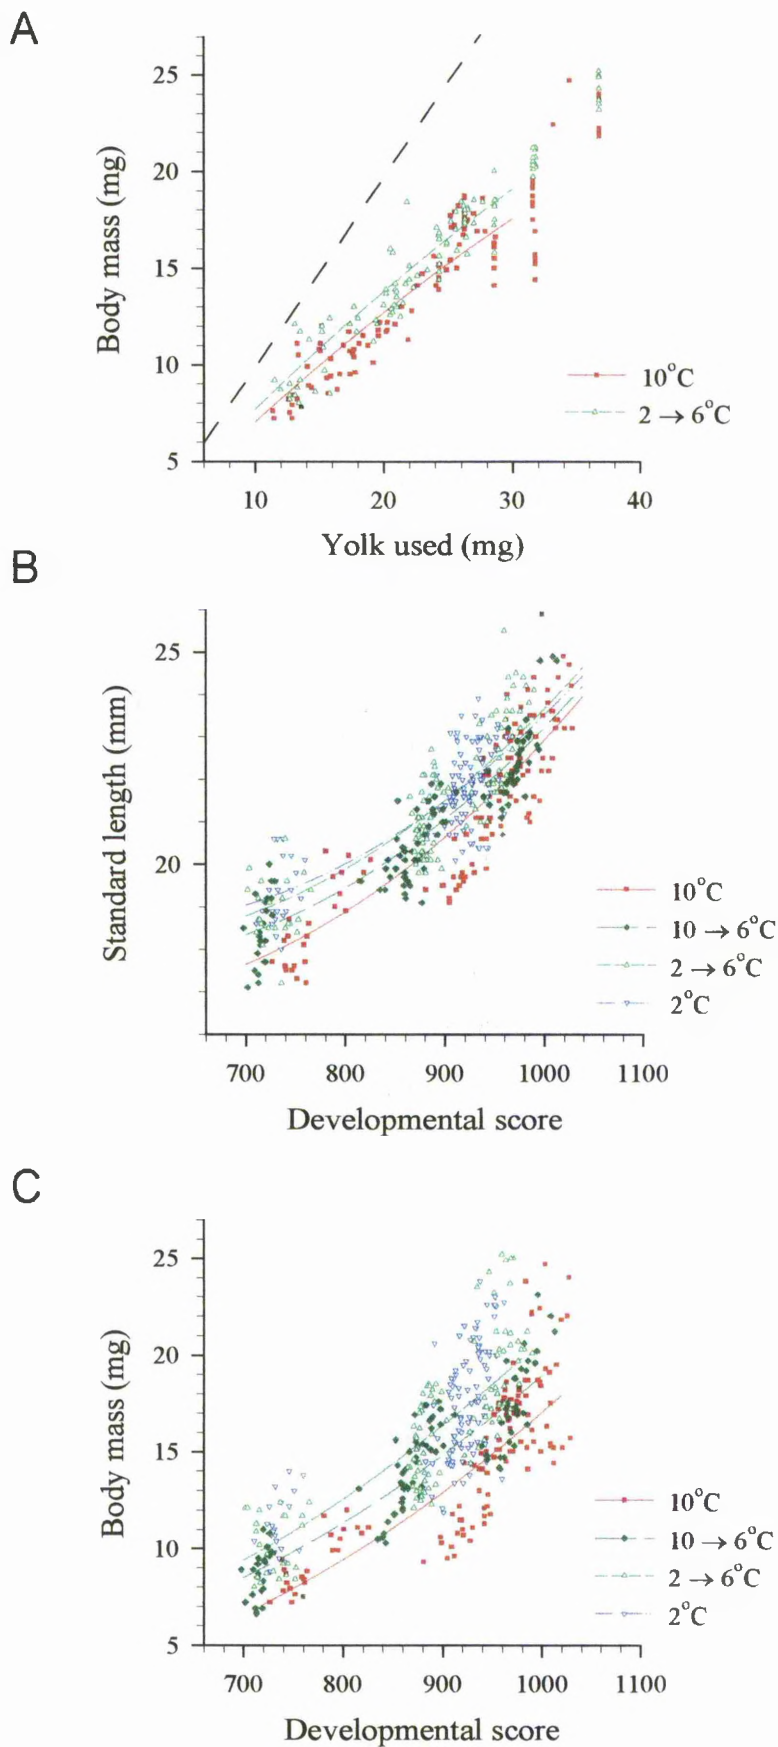 A
Body mass (mg)
25
20
15
10
5
10 20 30 40
Yolk used (mg)
10°C
2 → 6°C
B
Standard length (mm)
25
20
700 800 900 1000 1100
Developmental score
10°C
10 → 6°C
2 → 6°C
2°C
C
Body mass (mg)
25
20
15
10
5
700 800 900 1000 1100
Developmental score
10°C
10 → 6°C
2 → 6°C
2°C